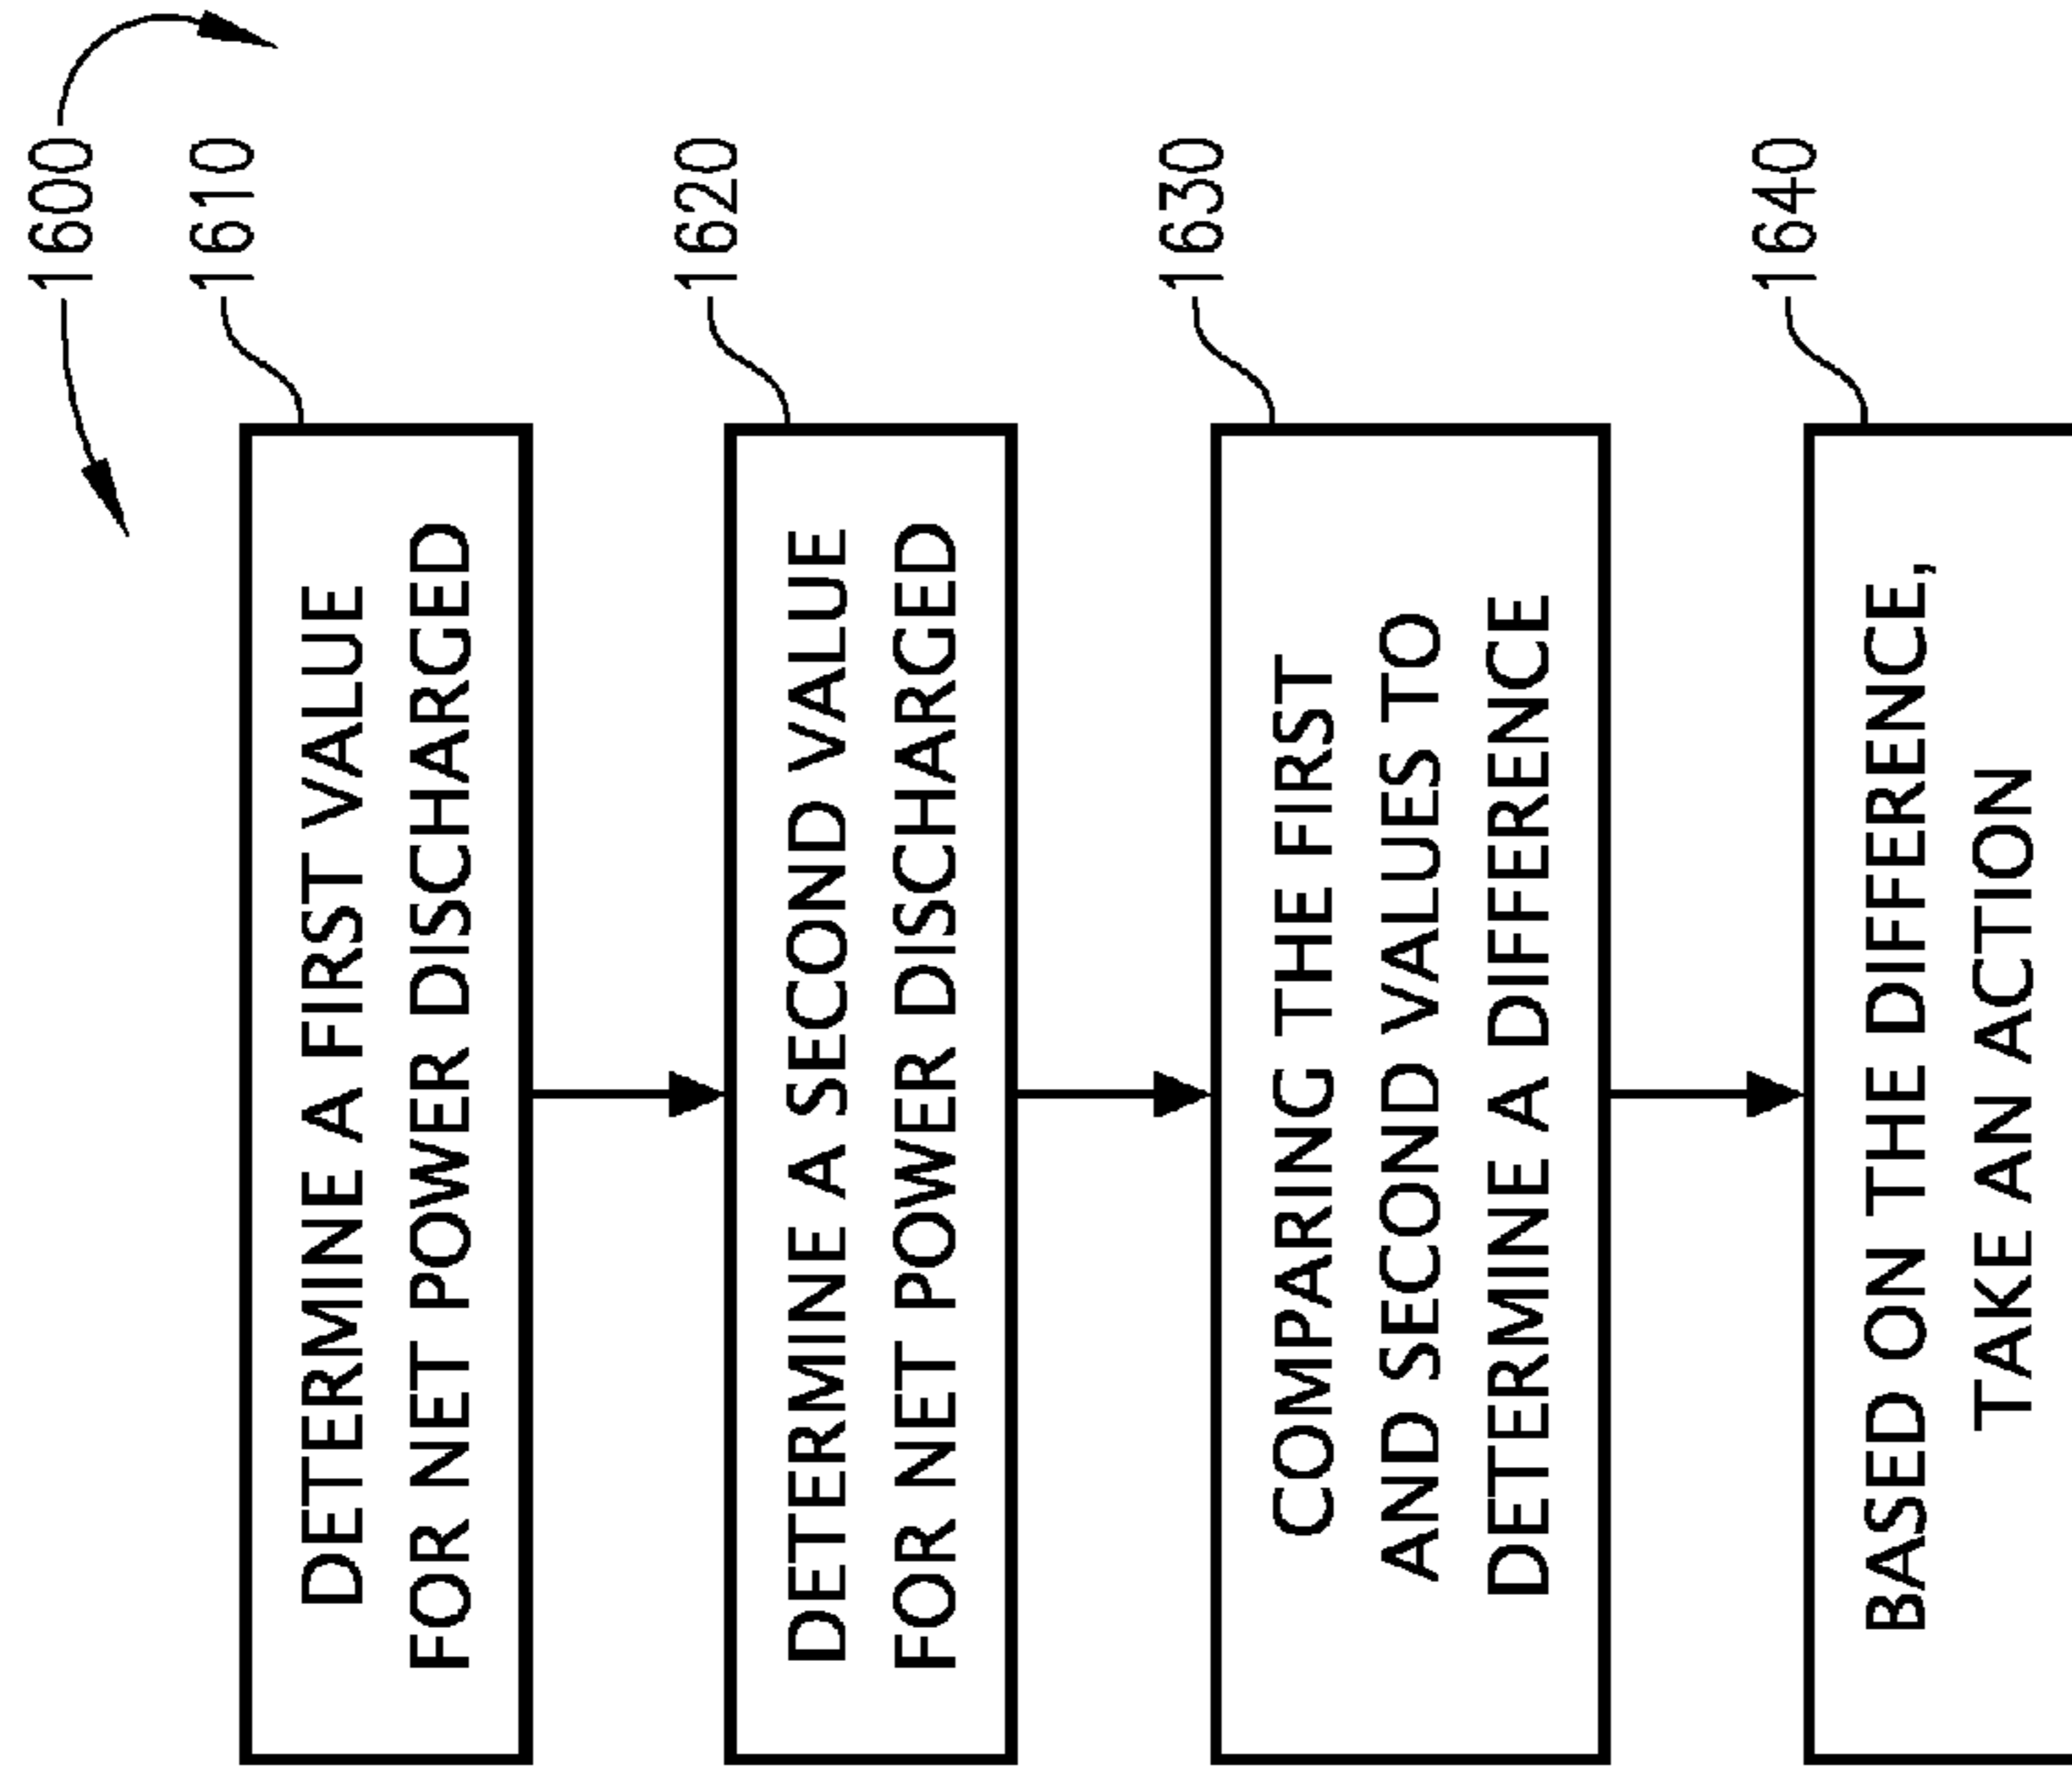 1600
1610
DETERMINE A FIRST VALUE
FOR NET POWER DISCHARGED
1620
DETERMINE A SECOND VALUE
FOR NET POWER DISCHARGED
1630
COMPARING THE FIRST
AND SECOND VALUES TO
DETERMINE A DIFFERENCE
1640
BASED ON THE DIFFERENCE,
TAKE AN ACTION